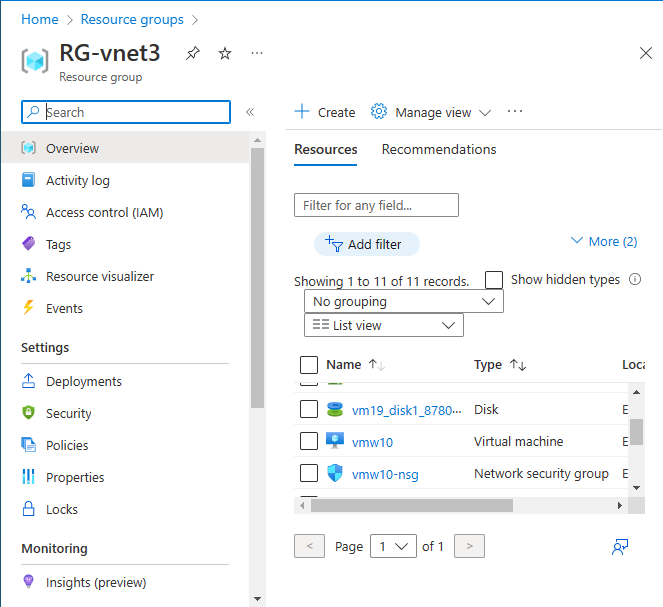 Home > Resource groups >
RG-vnet3
Resource group
Search
Overview
Activity log
Access control (IAM)
Tags
Resource visualizer
Events
Settings
Deployments
Security
Policies
Properties
Locks
Monitoring
Insights (preview)
+ Create Manage view
Resources Recommendations
Filter for any field...
Add filter
More (2)
Showing 1 to 11 of 11 records.
Show hidden types
No grouping
List view
Name Type Loca
vm19_disk1_8780... Disk E
vmw10 Virtual machine E
vmw10-nsg Network security group E
< Page 1 of 1 >